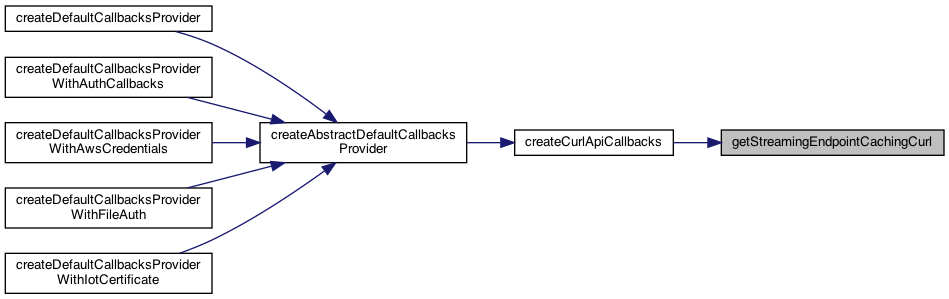 createDefaultCallbacksProvider
createDefaultCallbacksProvider
WithAuthCallbacks
createDefaultCallbacksProvider
WithAwsCredentials
createDefaultCallbacksProvider
WithFileAuth
createDefaultCallbacksProvider
WithIotCertificate
createAbstractDefaultCallbacks
Provider
createCurlApiCallbacks
getStreamingEndpointCachingCurl